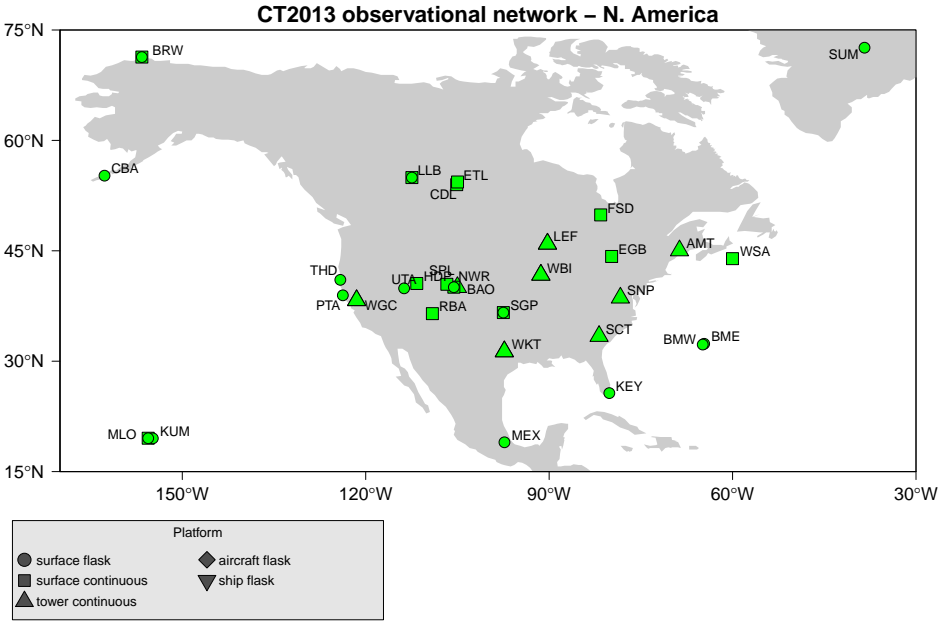 CT2013 observational network – N. America
75°N
BRW
SUM
60°N
CBA
LLB
ETL
CDL
FSD
45°N
LEF
EGB
AMT
WSA
THD
SPL
UTA
HDP
NWR
WBI
BAO
SNP
PTA
WGC
RBA
SGP
SCT
WKT
BMW
BME
30°N
KEY
MLO
KUM
MEX
15°N
150°W
120°W
90°W
60°W
30°W
Platform
surface flask
aircraft flask
surface continuous
ship flask
tower continuous